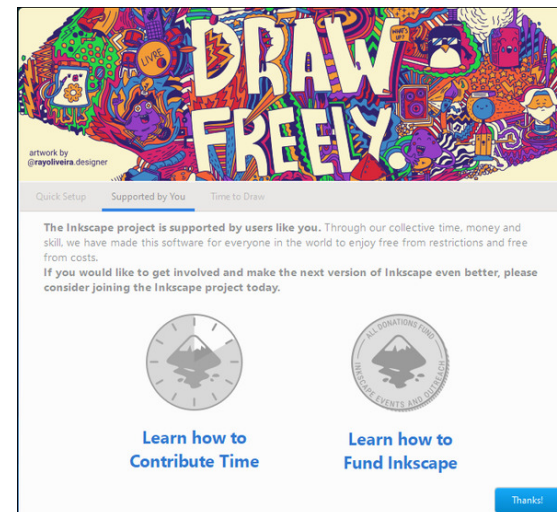 WHAT'S UP?
LIVRE
DRAW
FREELY
artwork by
@rayoliveira.designer
Quick Setup Supported by You Time to Draw
The Inkscape project is supported by users like you. Through our collective time, money and
skill, we have made this software for everyone in the world to enjoy free from restrictions and free
from costs.
If you would like to get involved and make the next version of Inkscape even better, please
consider joining the Inkscape project today.
ALL DONATIONS FUND
INKSCAPE EVENTS AND OUTREACH
Learn how to
Contribute Time
Learn how to
Fund Inkscape
Thanks!